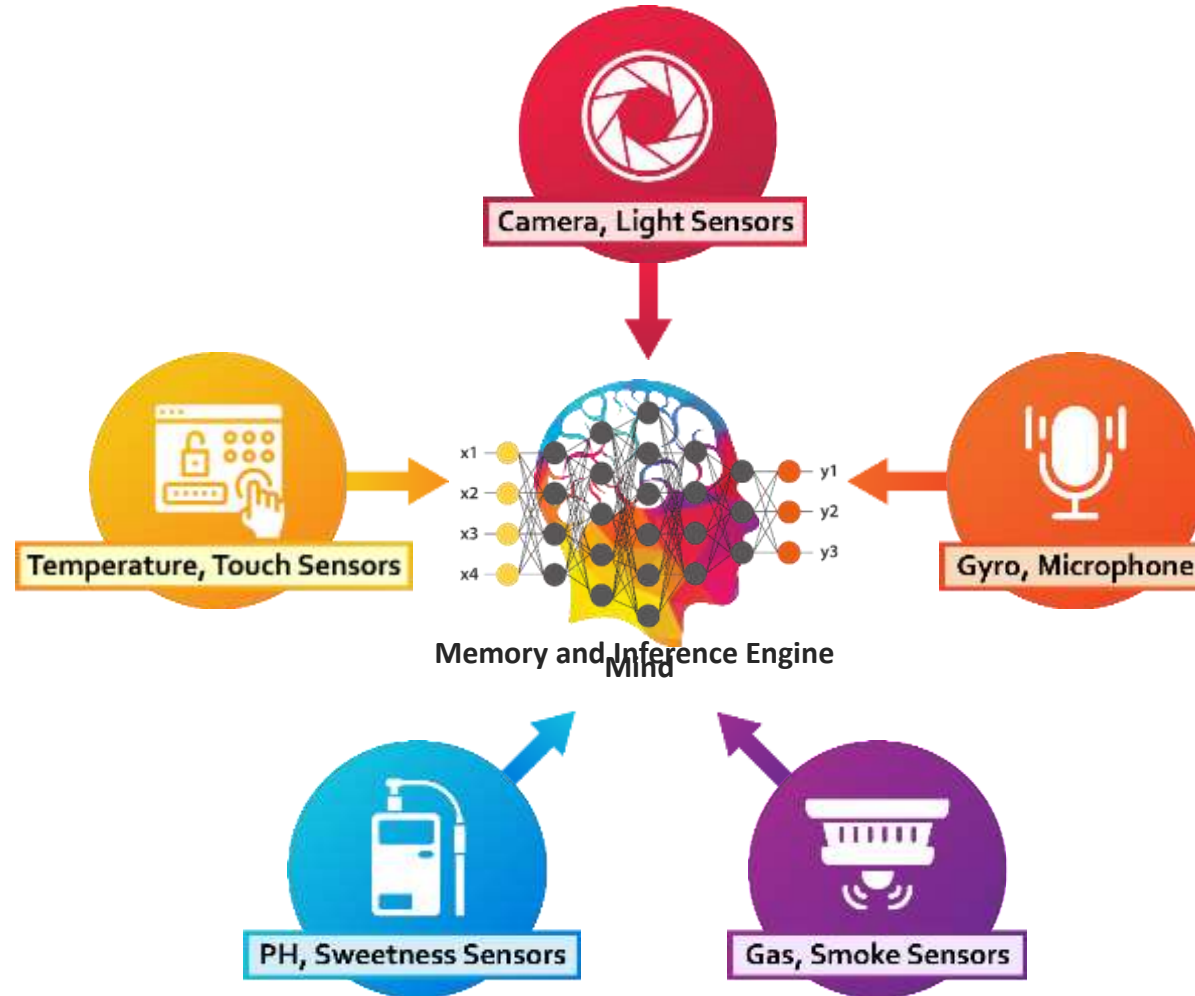 Camera, Light Sensors
x1
x2
x3
x4
y1
y2
y3
Temperature, Touch Sensors
Gyro, Microphone
Memory and Inference Engine
Mind
PH, Sweetness Sensors
Gas, Smoke Sensors